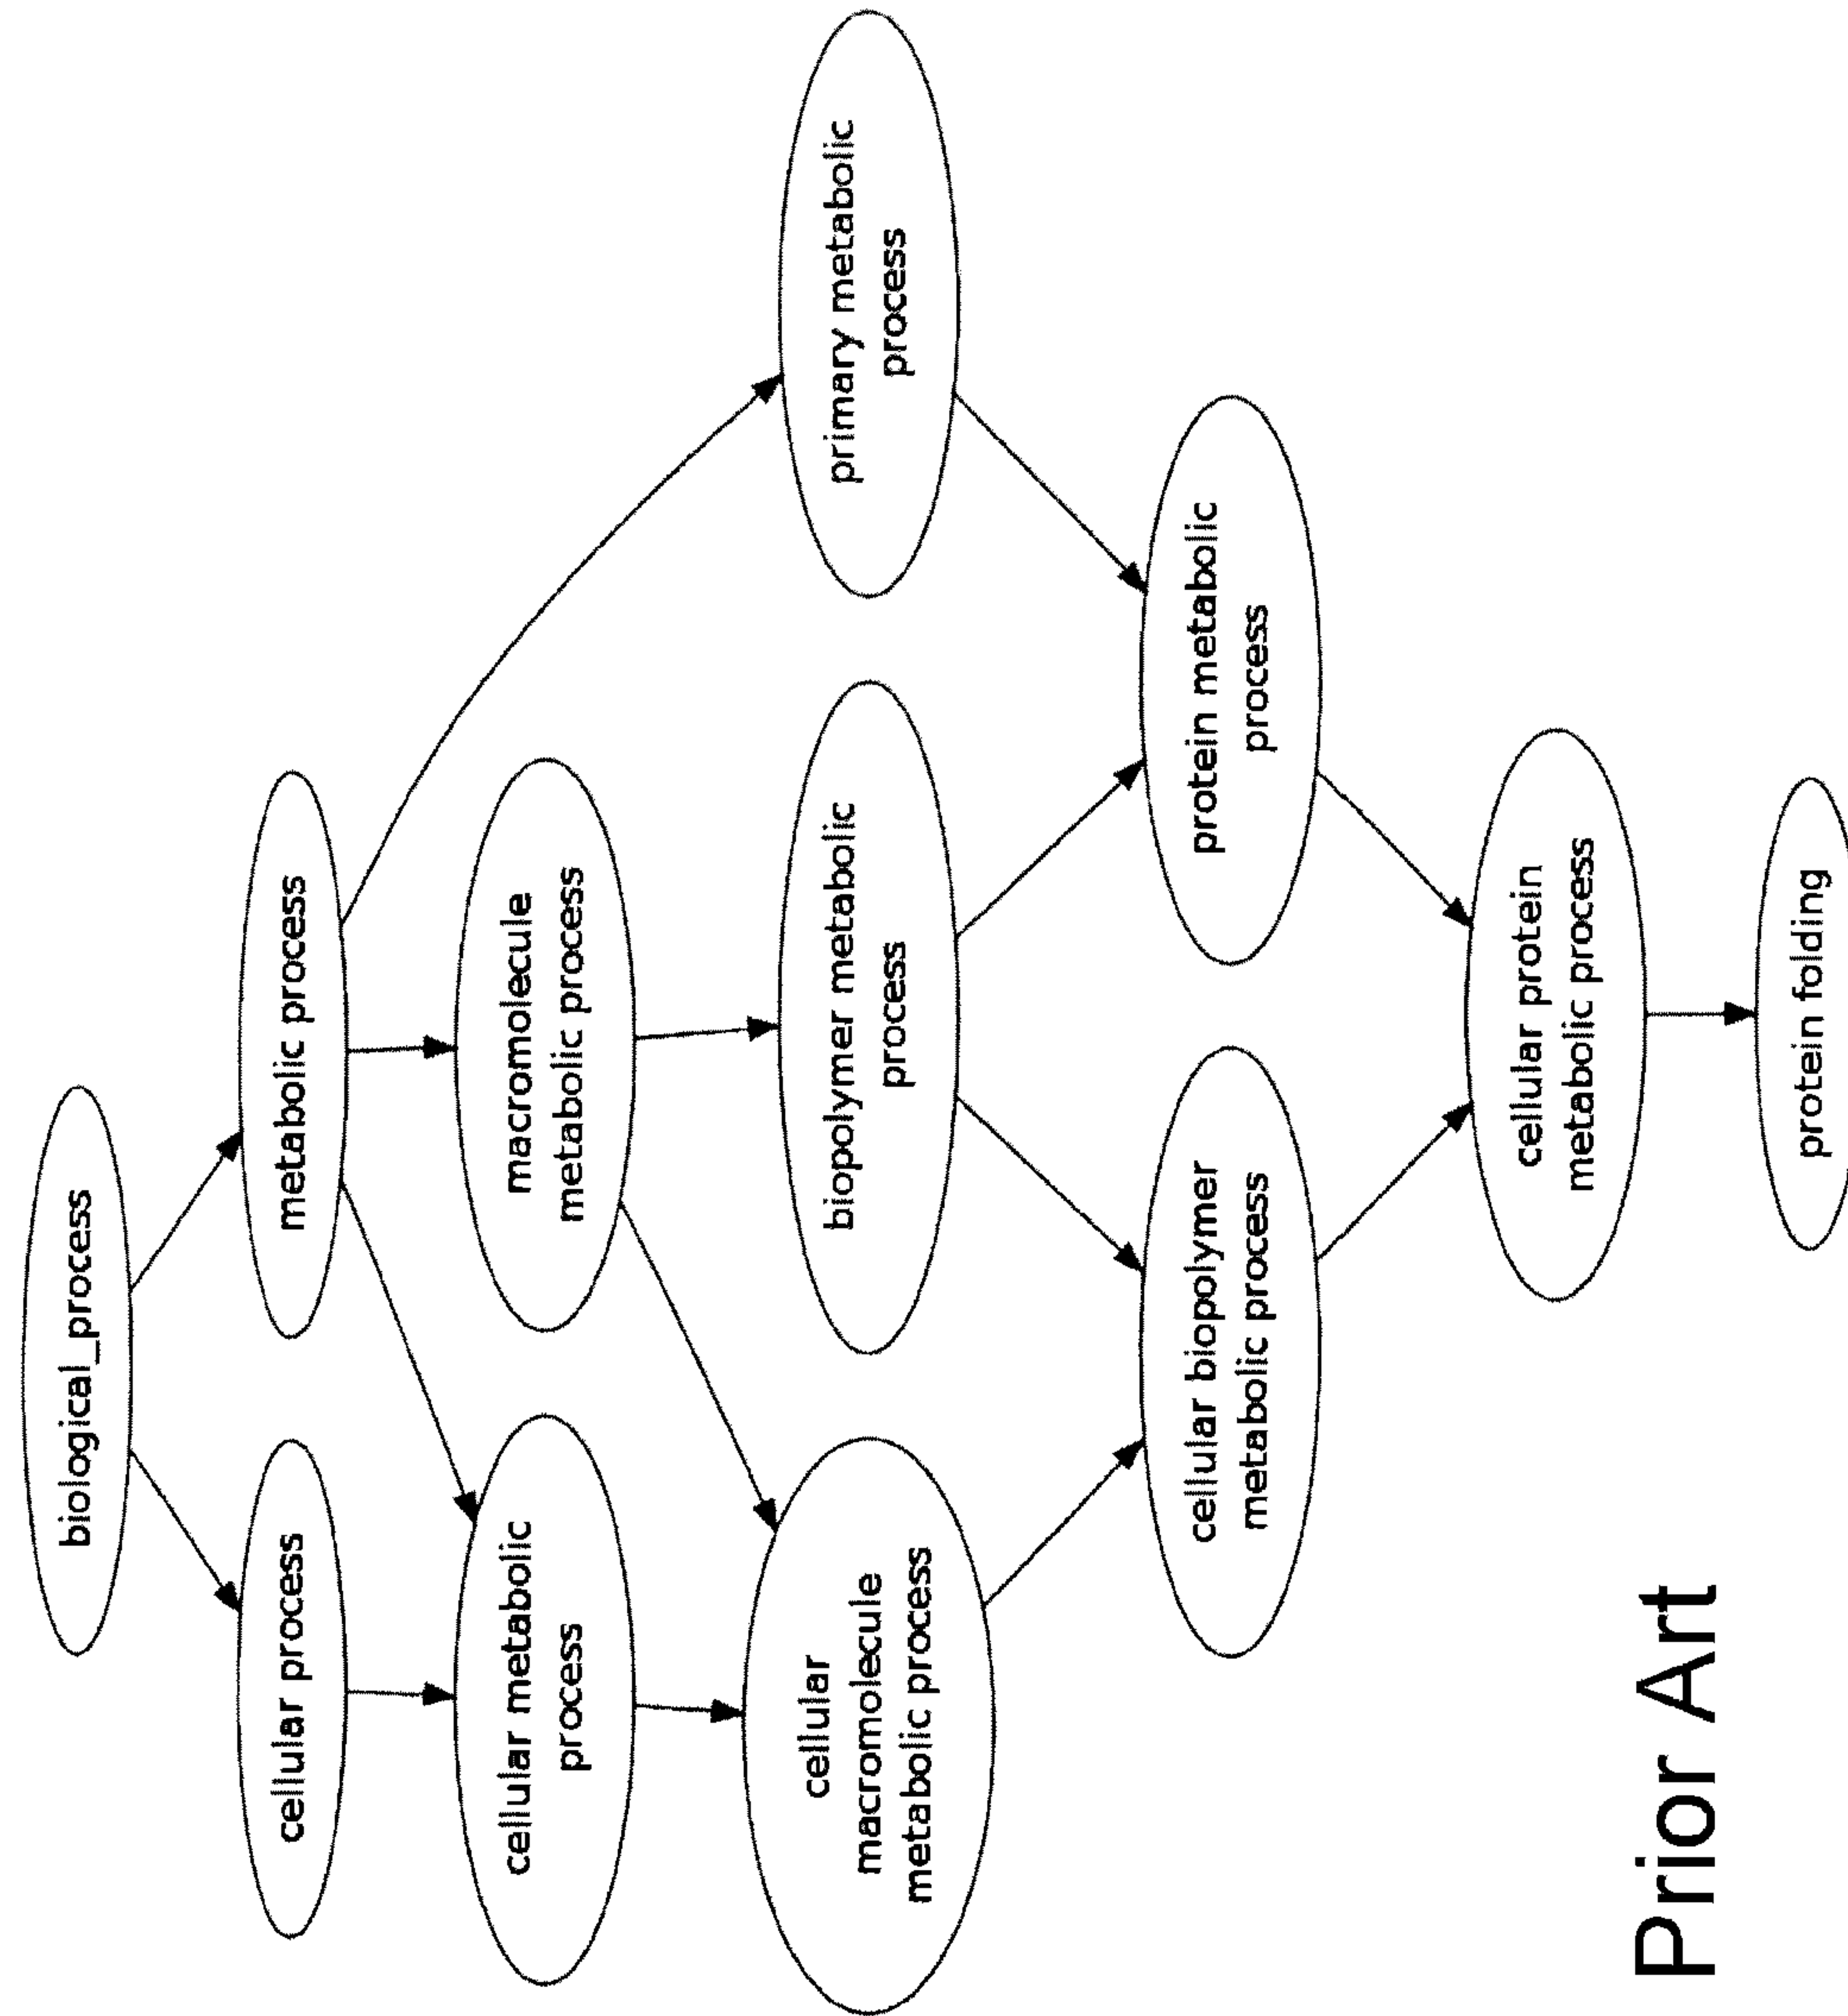 biological_process
cellular process
metabolic process
cellular metabolic
process
macromolecule
metabolic process
cellular
macromolecule
metabolic process
biopolymer metabolic
process
primary metabolic
process
cellular biopolymer
metabolic process
protein metabolic
process
cellular protein
metabolic process
protein folding
Prior Art